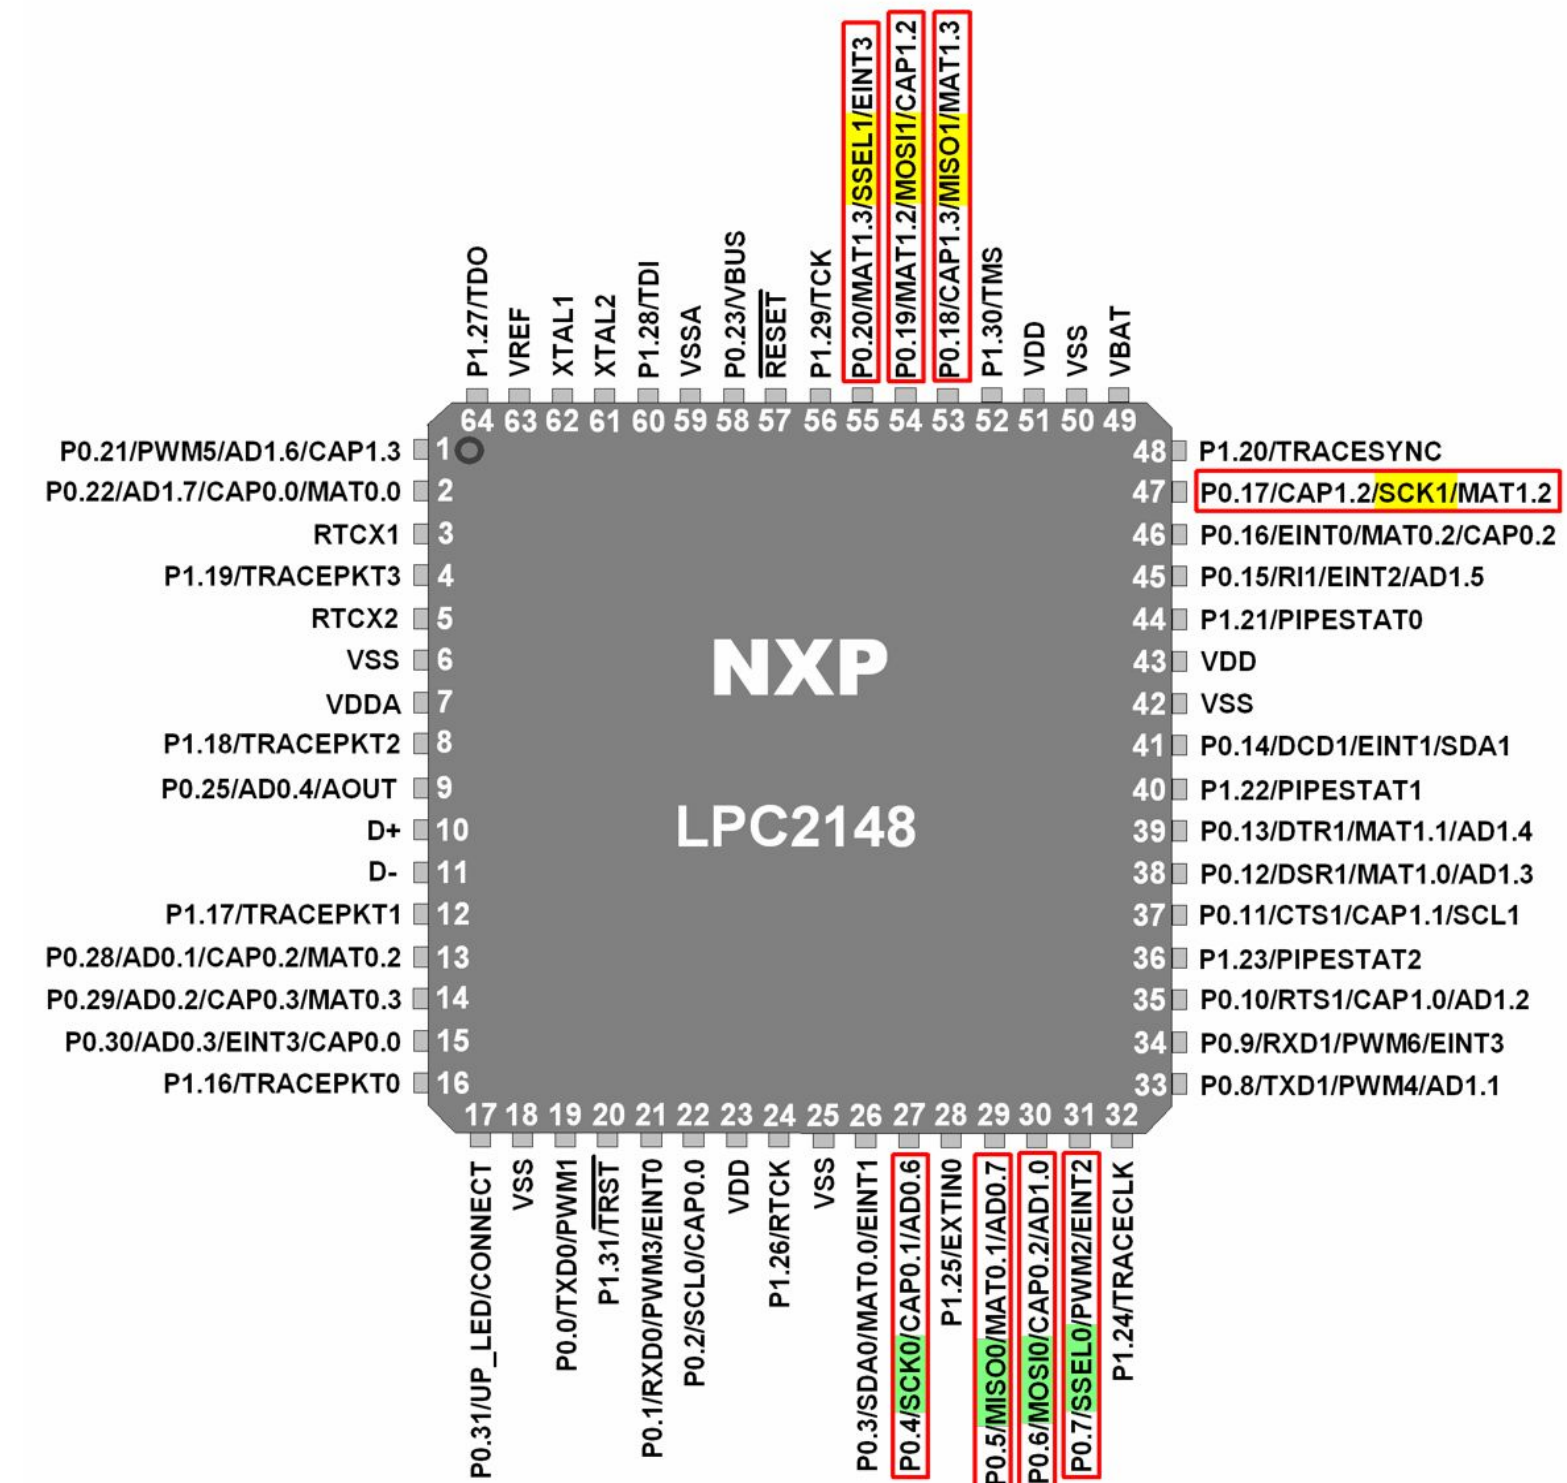 P1.27/TDO
VREF
XTAL1
XTAL2
P1.28/TDI
VSSA
P0.23/VBUS
RESET
P1.29/TCK
P0.20/MAT1.3/SSEL1/EINT3
P0.19/MAT1.2/MOSI1/CAP1.2
P0.18/CAP1.3/MISO1/MAT1.3
P1.30/TMS
VDD
VSS
VBAT
64 63 62 61 60 59 58 57 56 55 54 53 52 51 50 49
P0.21/PWM5/AD1.6/CAP1.3 1
P0.22/AD1.7/CAP0.0/MAT0.0 2
RTCX1 3
P1.19/TRACEPKT3 4
RTCX2 5
VSS 6
VDDA 7
P1.18/TRACEPKT2 8
P0.25/AD0.4/AOUT 9
D+ 10
D- 11
P1.17/TRACEPKT1 12
P0.28/AD0.1/CAP0.2/MAT0.2 13
P0.29/AD0.2/CAP0.3/MAT0.3 14
P0.30/AD0.3/EINT3/CAP0.0 15
P1.16/TRACEPKT0 16
NXP
LPC2148
48 P1.20/TRACESYNC
47 P0.17/CAP1.2/SCK1/MAT1.2
46 P0.16/EINT0/MAT0.2/CAP0.2
45 P0.15/RI1/EINT2/AD1.5
44 P1.21/PIPESTAT0
43 VDD
42 VSS
41 P0.14/DCD1/EINT1/SDA1
40 P1.22/PIPESTAT1
39 P0.13/DTR1/MAT1.1/AD1.4
38 P0.12/DSR1/MAT1.0/AD1.3
37 P0.11/CTS1/CAP1.1/SCL1
36 P1.23/PIPESTAT2
35 P0.10/RTS1/CAP1.0/AD1.2
34 P0.9/RXD1/PWM6/EINT3
33 P0.8/TXD1/PWM4/AD1.1
17 18 19 20 21 22 23 24 25 26 27 28 29 30 31 32
P0.31/UP_LED/CONNECT
VSS
P0.0/TXD0/PWM1
P1.31/TRST
P0.1/RXD0/PWM3/EINT0
P0.2/SCL0/CAP0.0
VDD
P1.26/RTCK
VSS
P0.3/SDA0/MAT0.0/EINT1
P0.4/SCK0/CAP0.1/AD0.6
P1.25/EXTIN0
P0.5/MISO0/MAT0.1/AD0.7
P0.6/MOSI0/CAP0.2/AD1.0
P0.7/SSEL0/PWM2/EINT2
P1.24/TRACECLK